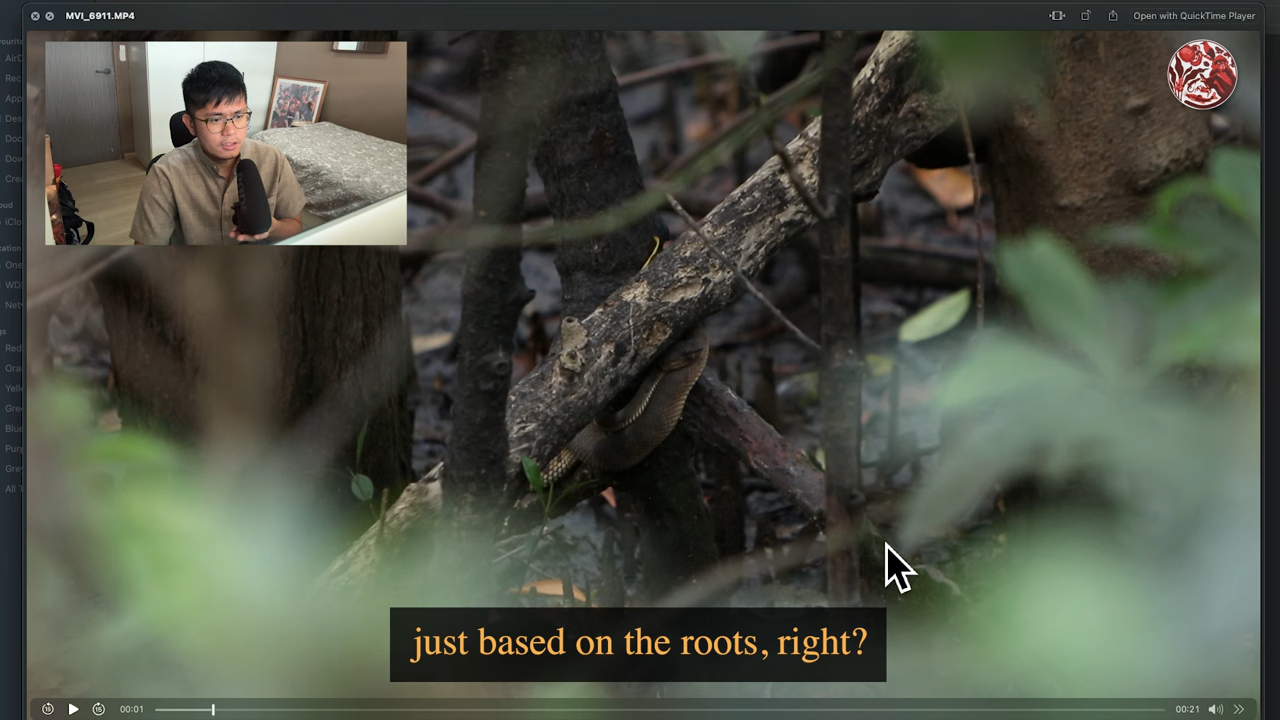 MVI_6911.MP4
Open with QuickTime Player
just based on the roots, right?
00:01
00:21